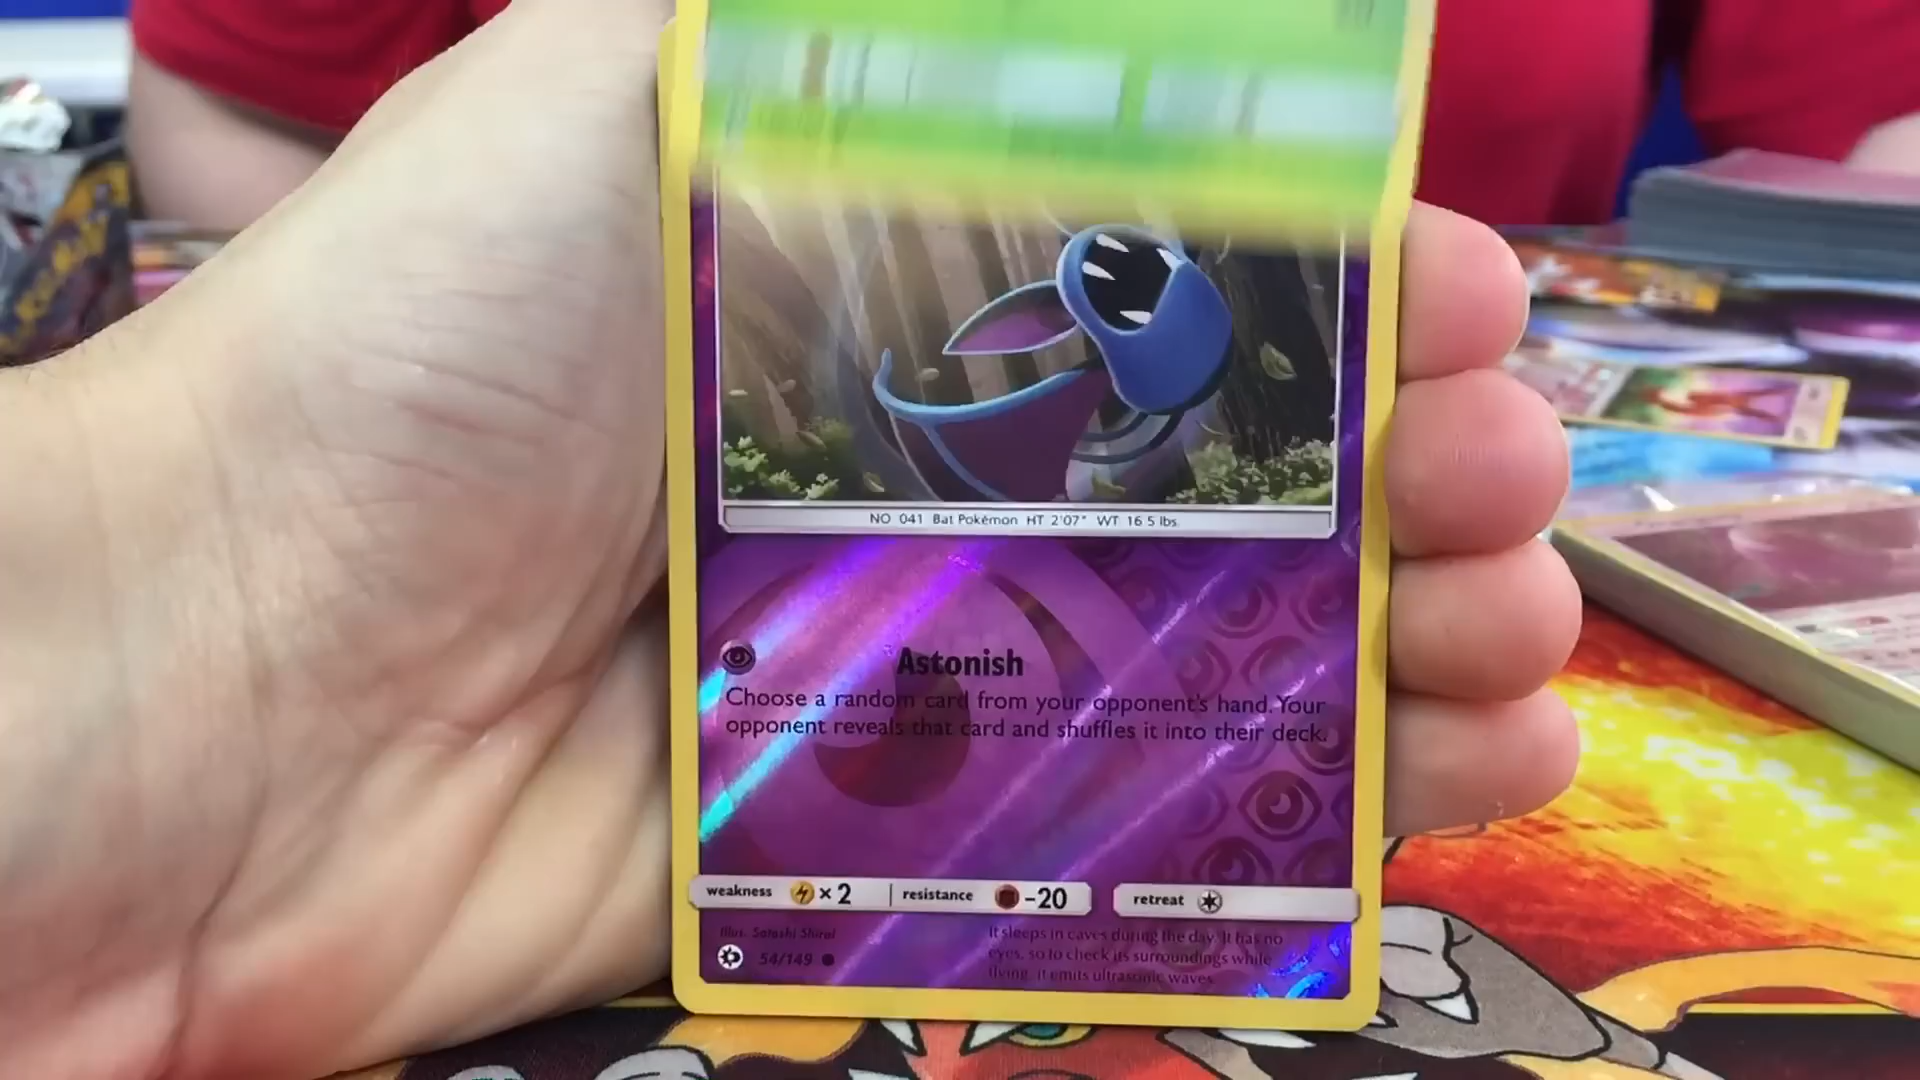 NO 041 Bat Pokémon HT 2'07" WT 16.5 lbs.
Astonish
Choose a random card from your opponent's hand. Your
opponent reveals that card and shuffles it into their deck.
weakness ×2 resistance -20 retreat
Illus. Satoshi Shirai
54/149
It sleeps in caves during the day. It has no
eyes, so to check its surroundings while
flying, it emits ultrasonic waves.